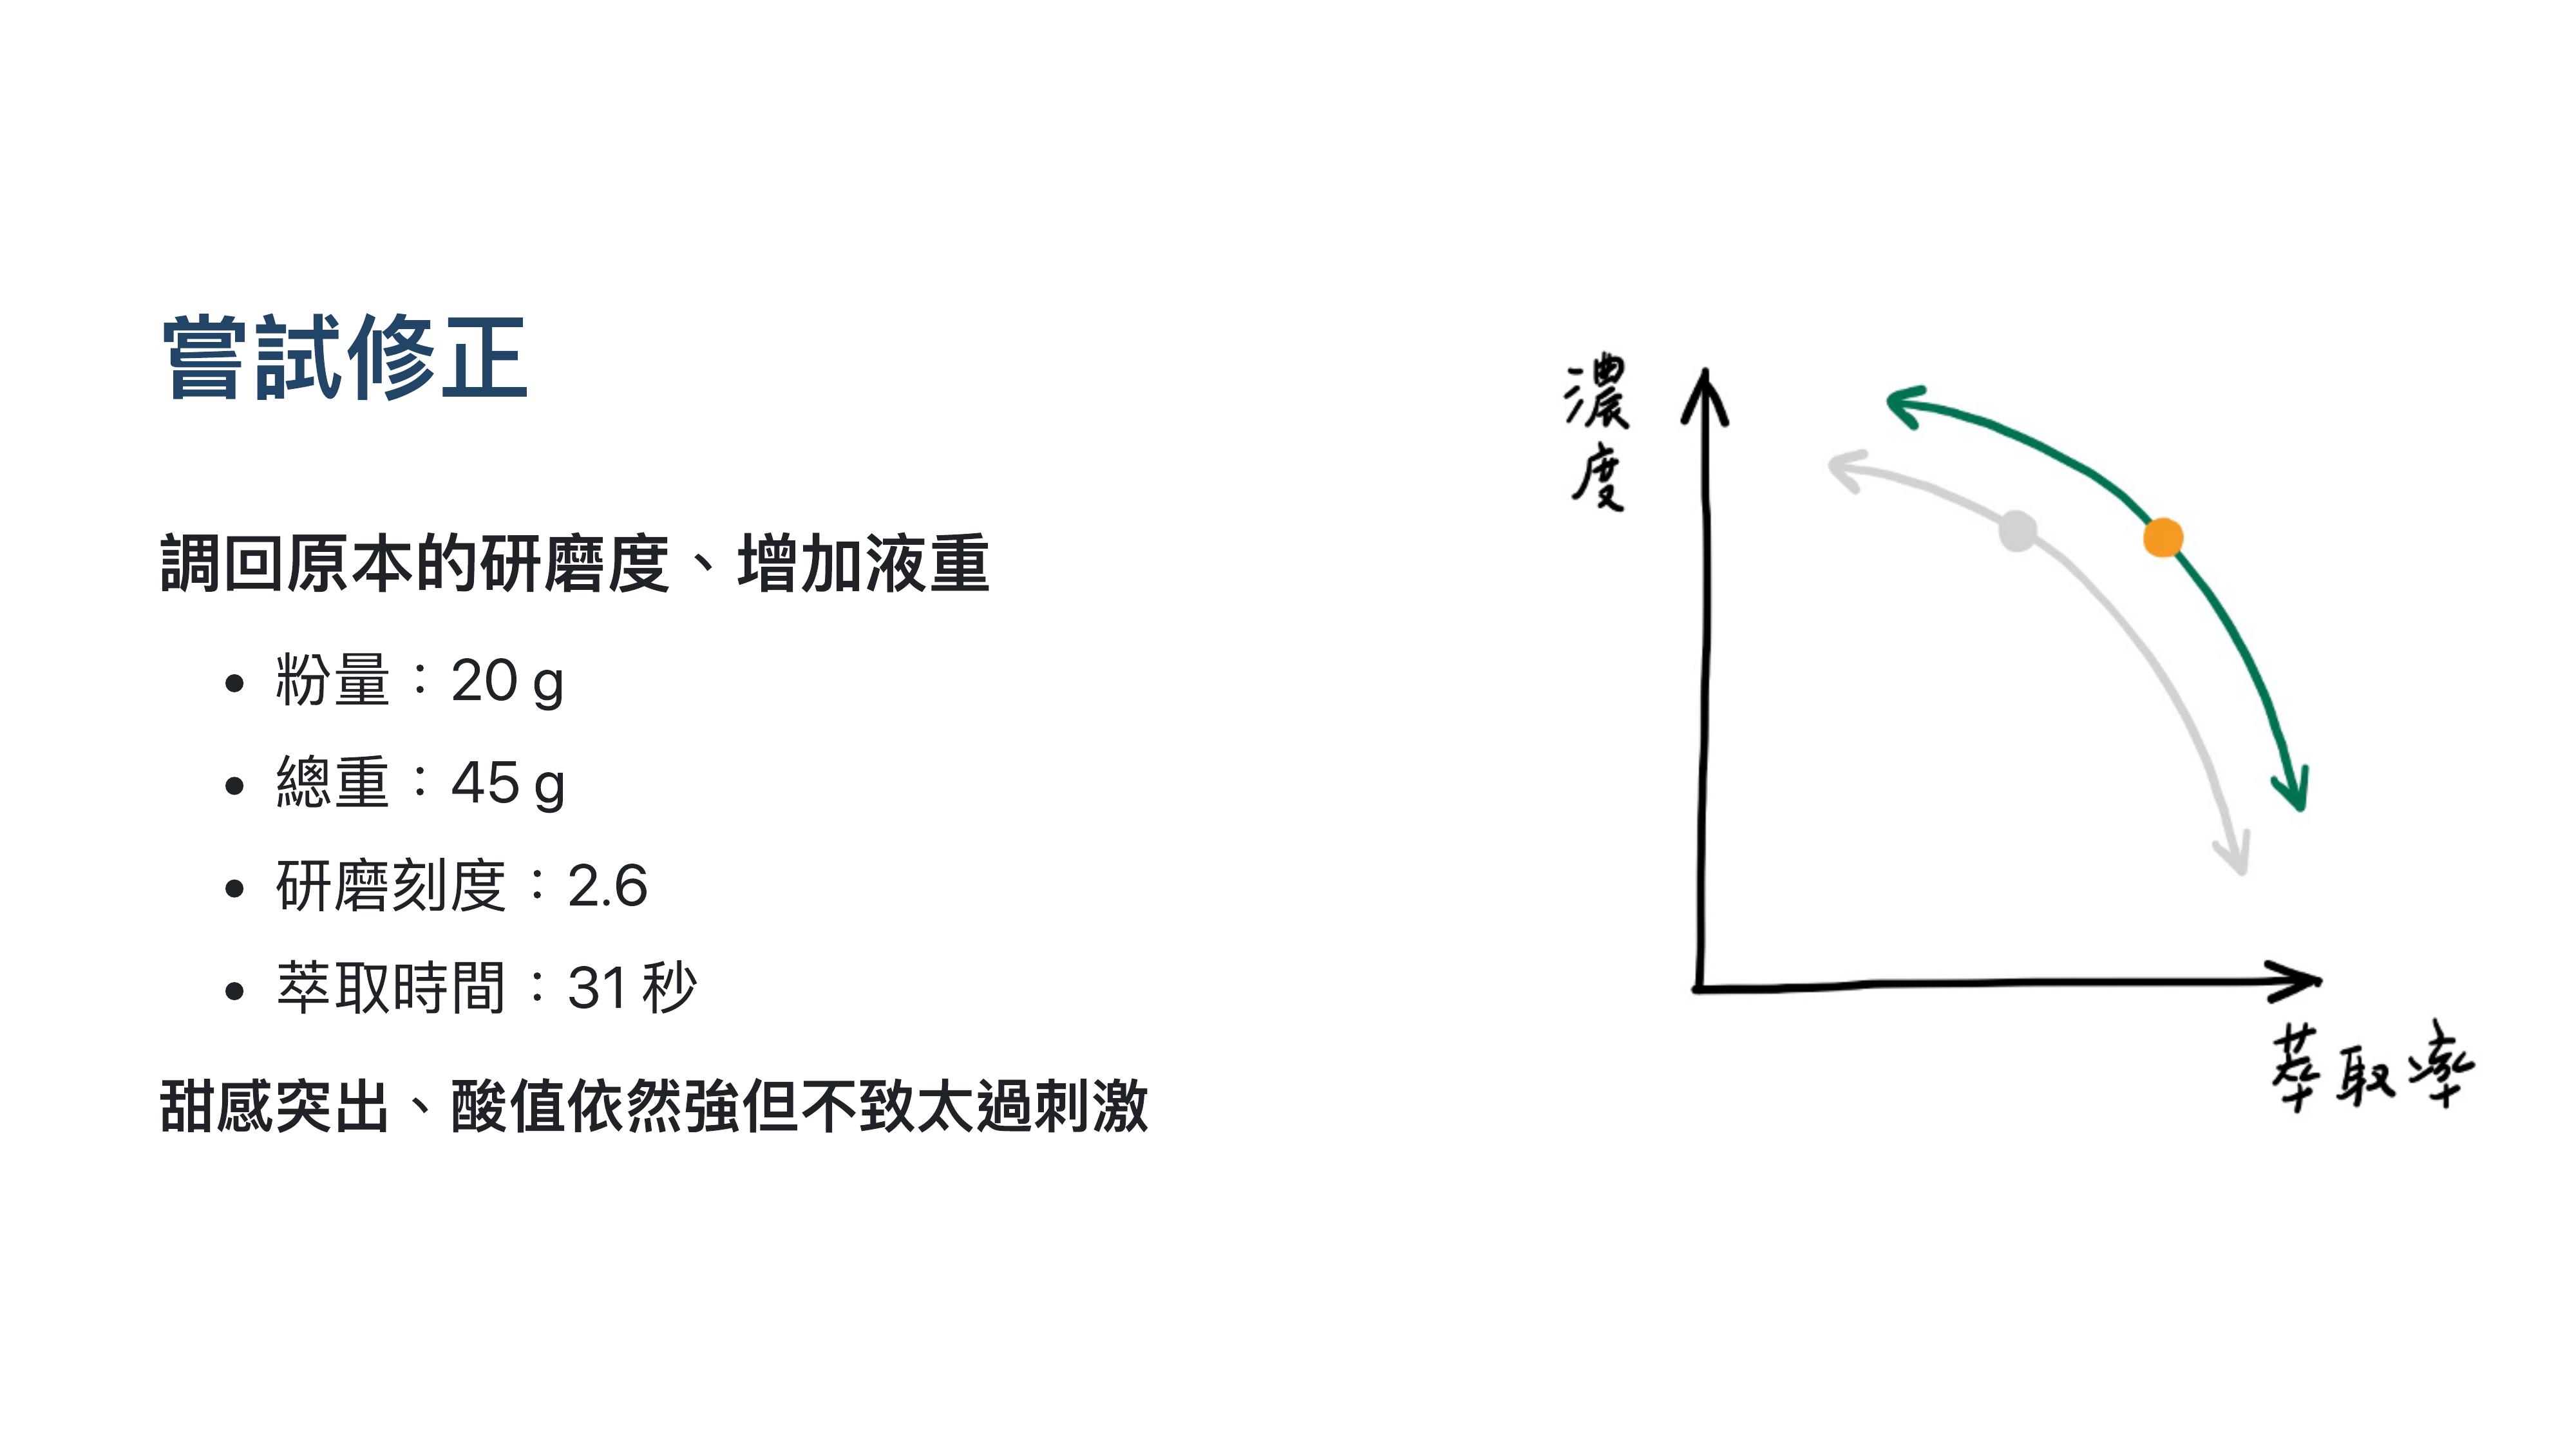 嘗試修正
調回原本的研磨度、增加液重
• 粉量：20 g
• 總重：45 g
• 研磨刻度：2.6
• 萃取時間：31 秒
甜感突出、酸值依然強但不致太過刺激
濃度
萃取率